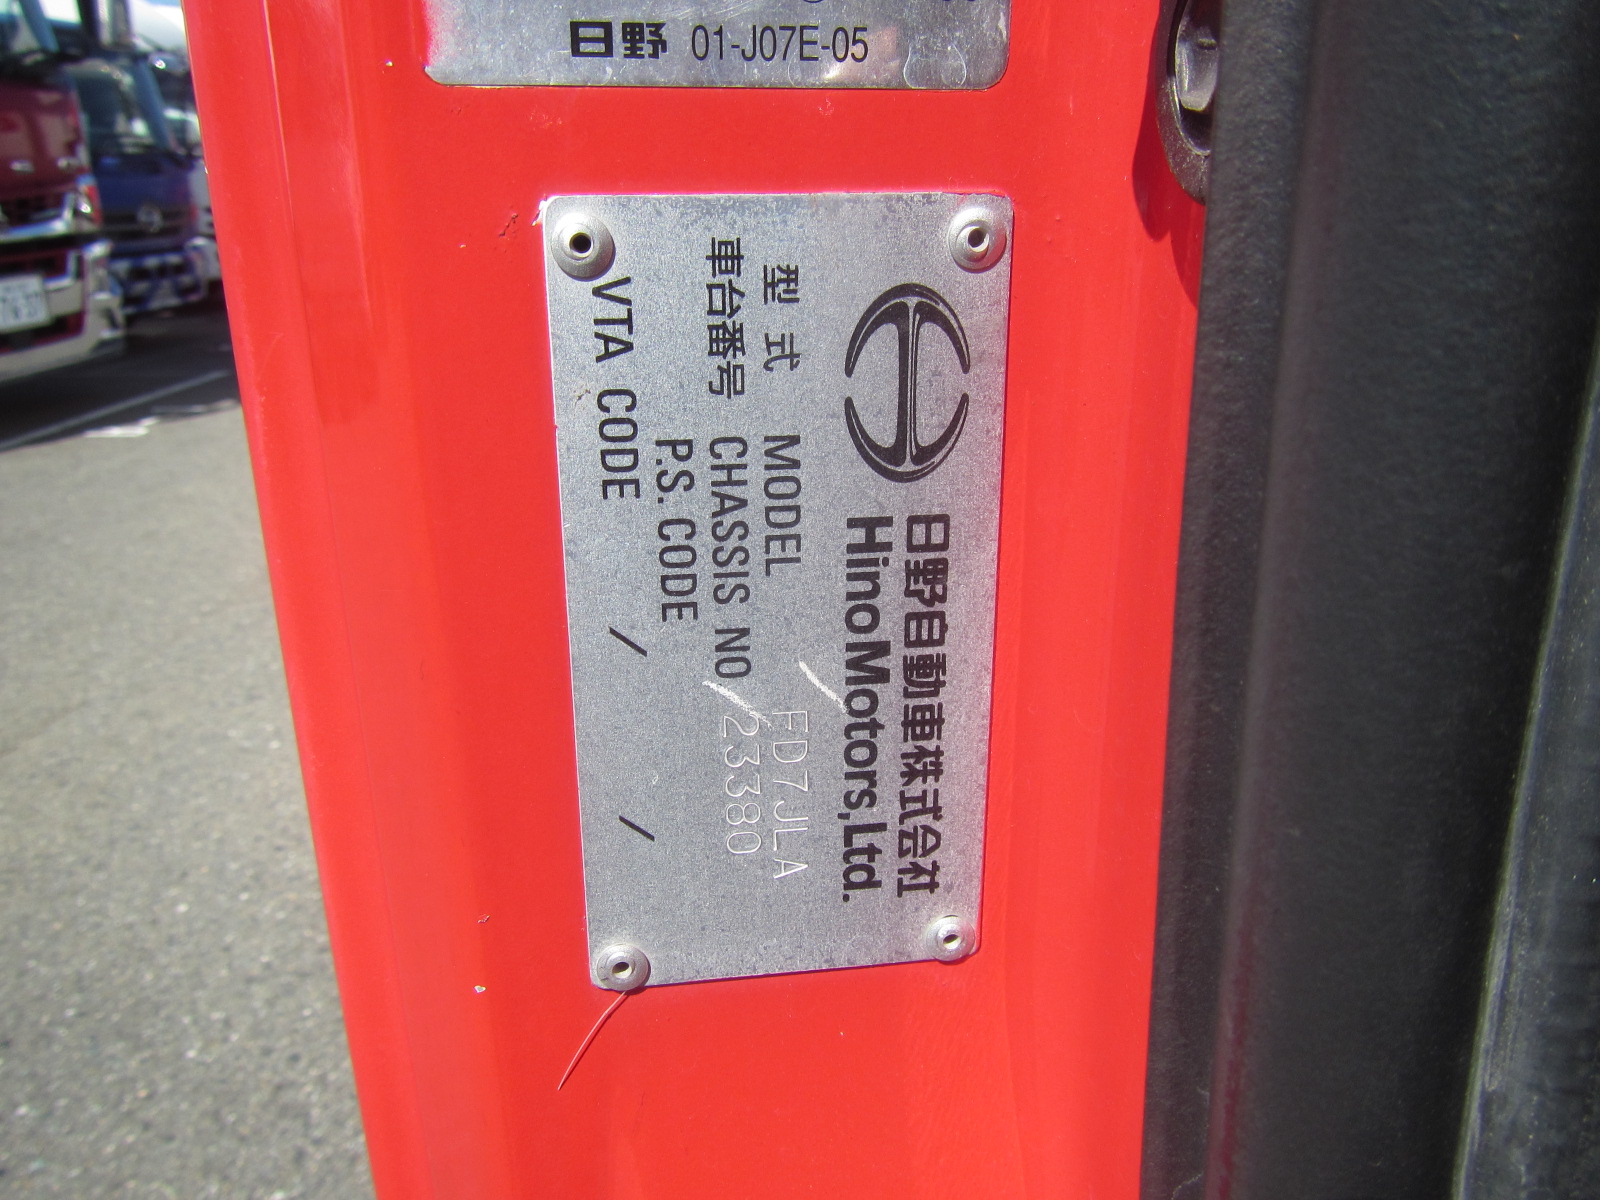 日野 01-J07E-05
日野自動車株式会社
HinoMotors,Ltd.
型式 MODEL FD7JLA
車台番号 CHASSIS NO 23380
P.S. CODE
VTA CODE / /